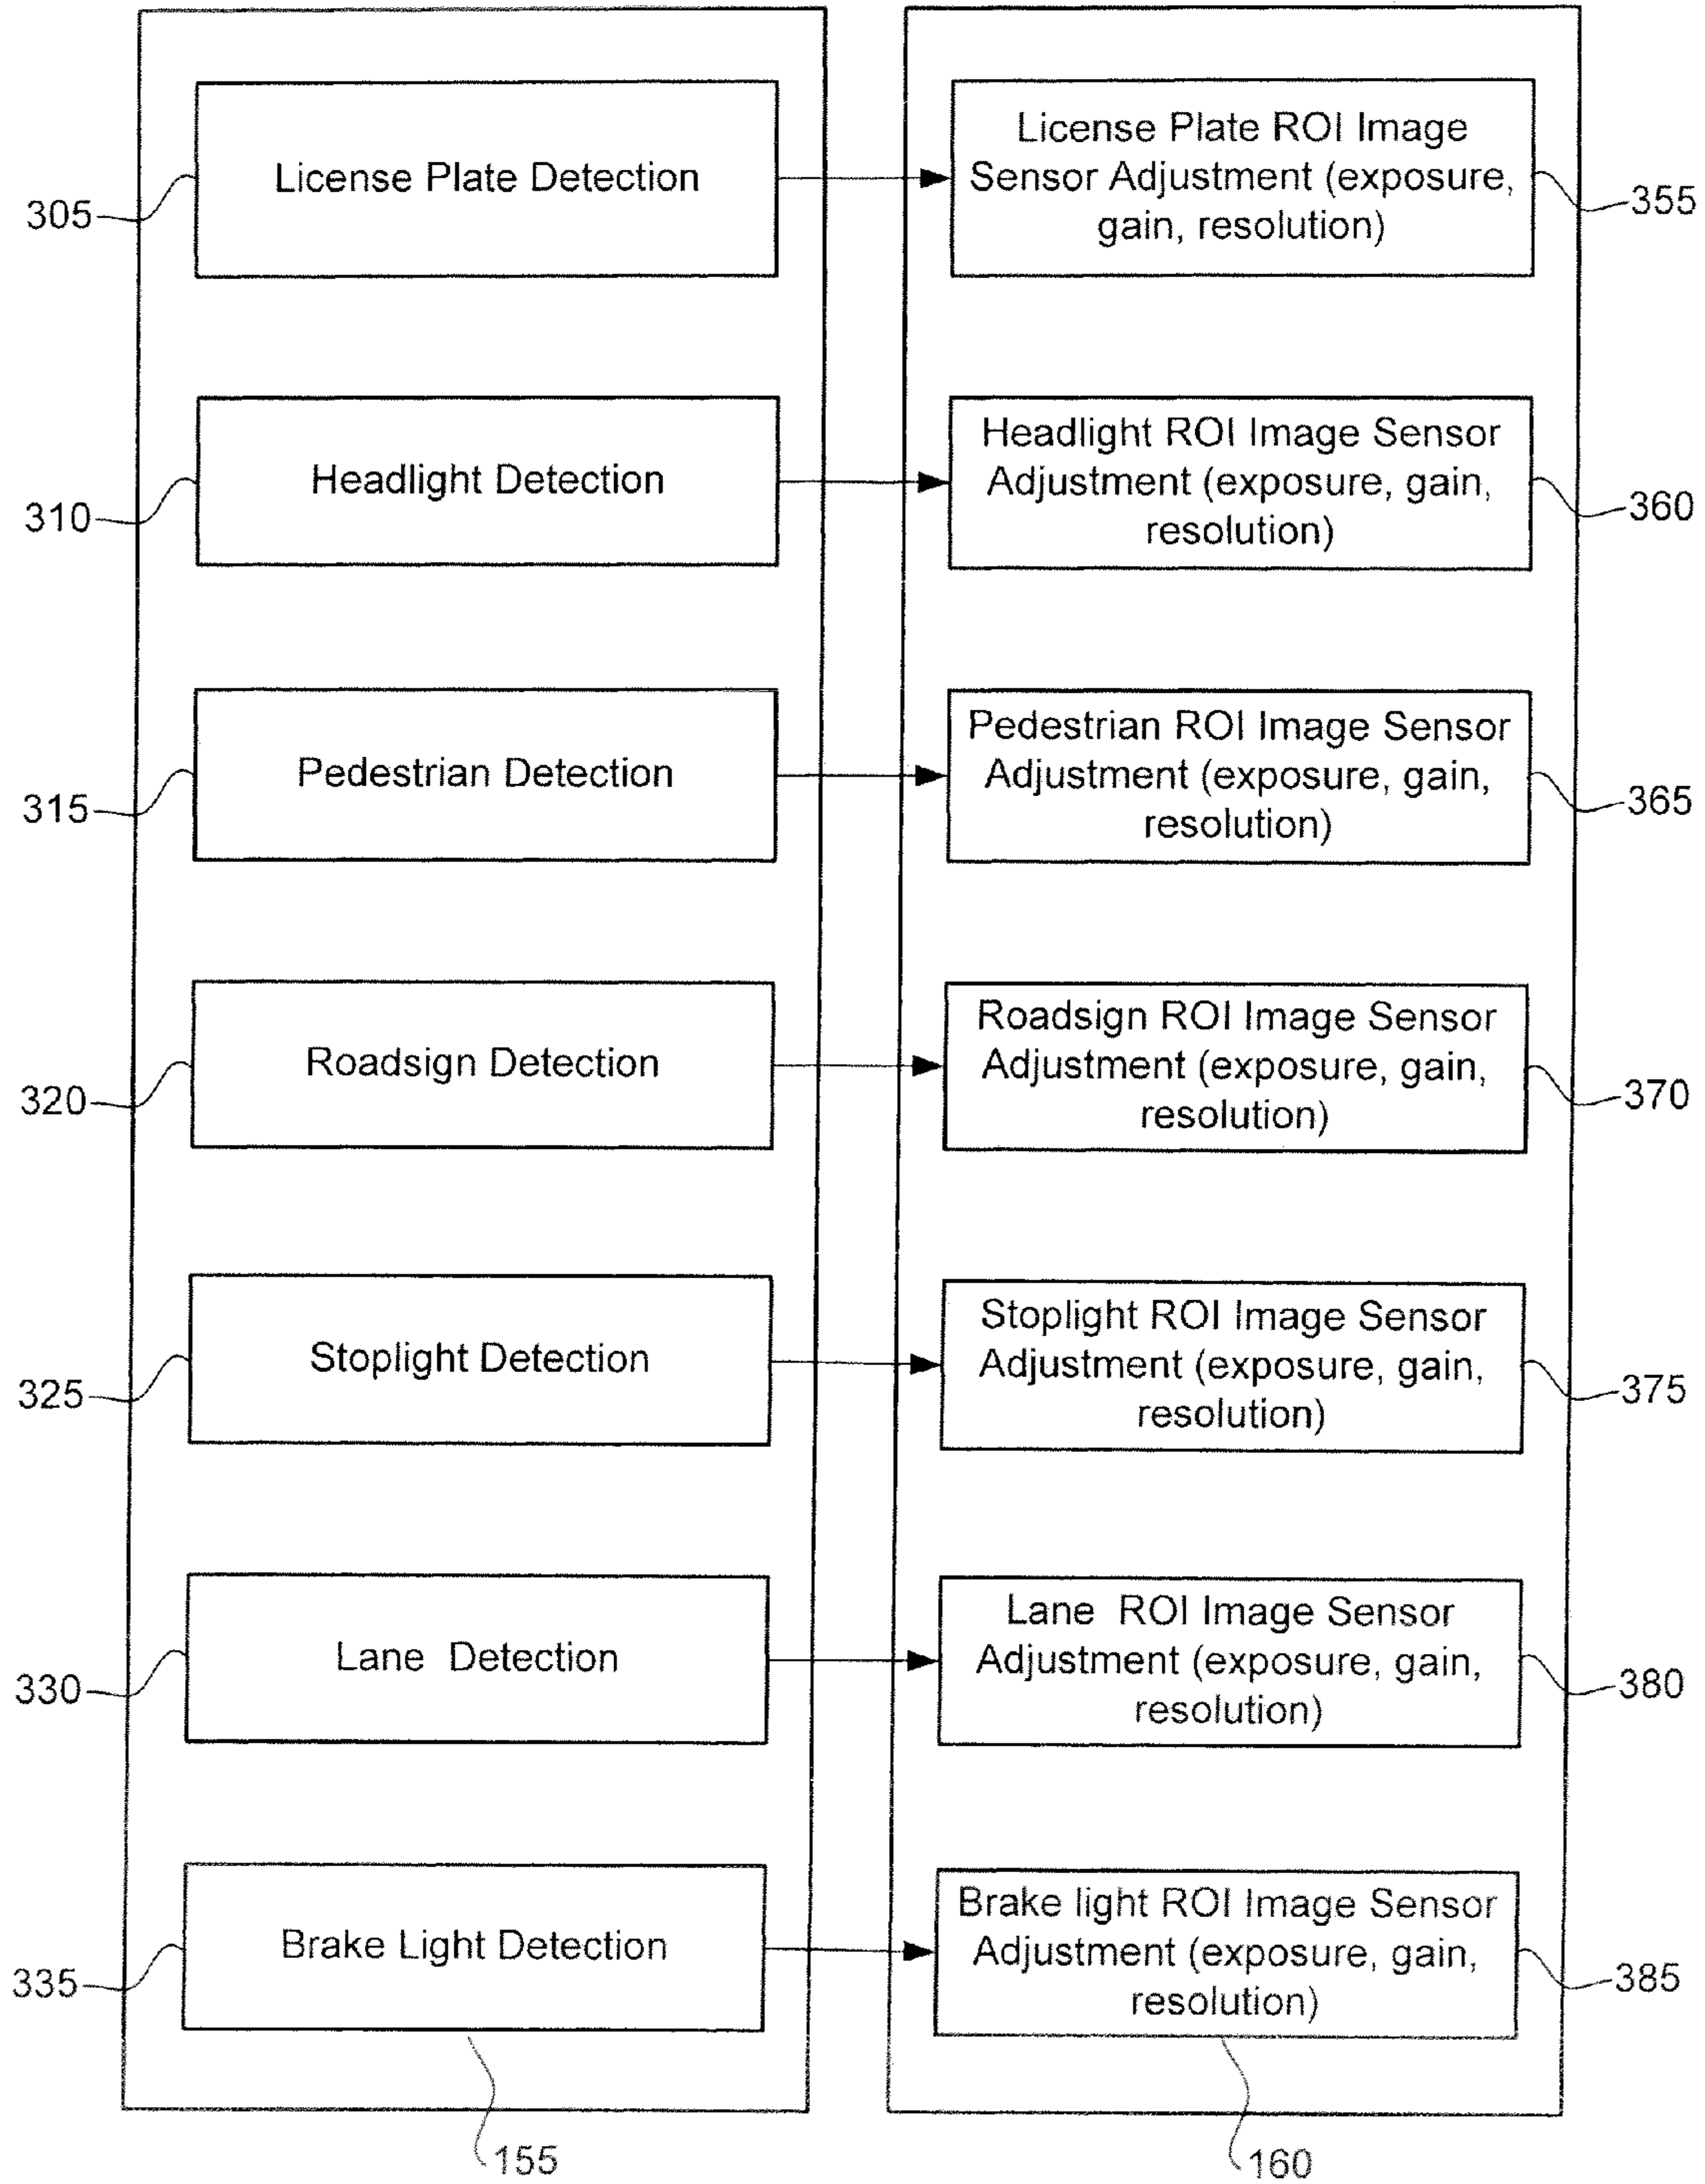 License Plate Detection
305
License Plate ROI Image
Sensor Adjustment (exposure,
gain, resolution)
355
Headlight Detection
310
Headlight ROI Image Sensor
Adjustment (exposure, gain,
resolution)
360
Pedestrian Detection
315
Pedestrian ROI Image Sensor
Adjustment (exposure, gain,
resolution)
365
Roadsign Detection
320
Roadsign ROI Image Sensor
Adjustment (exposure, gain,
resolution)
370
Stoplight Detection
325
Stoplight ROI Image Sensor
Adjustment (exposure, gain,
resolution)
375
Lane Detection
330
Lane ROI Image Sensor
Adjustment (exposure, gain,
resolution)
380
Brake Light Detection
335
Brake light ROI Image Sensor
Adjustment (exposure, gain,
resolution)
385
155
160